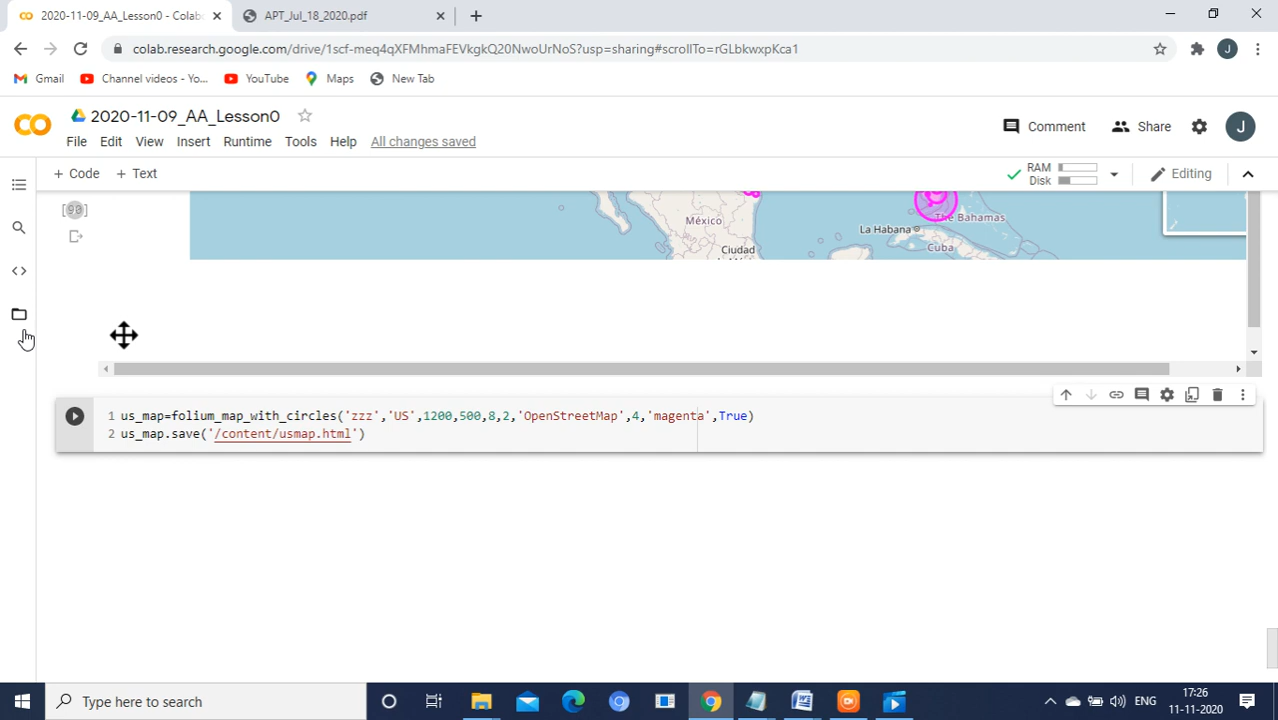 2020-11-09_AA_Lesson0 - Colab
APT_Jul_18_2020.pdf
colab.research.google.com/drive/1scf-meq4qXFMhmaFEVkgkQ20NwoUrNoS?usp=sharing#scrollTo=rGLbkwxpKca1
J
Gmail
Channel videos - Yo...
YouTube
Maps
New Tab
2020-11-09_AA_Lesson0
Comment
Share
J
File Edit View Insert Runtime Tools Help All changes saved
+ Code + Text
RAM
Disk
Editing
[90]
México
Ciudad
The Bahamas
La Habana
Cuba
1 us_map=folium_map_with_circles('zzz','US',1200,500,8,2,'OpenStreetMap',4,'magenta',True)
2 us_map.save('/content/usmap.html')
Type here to search
ENG
17:26
11-11-2020